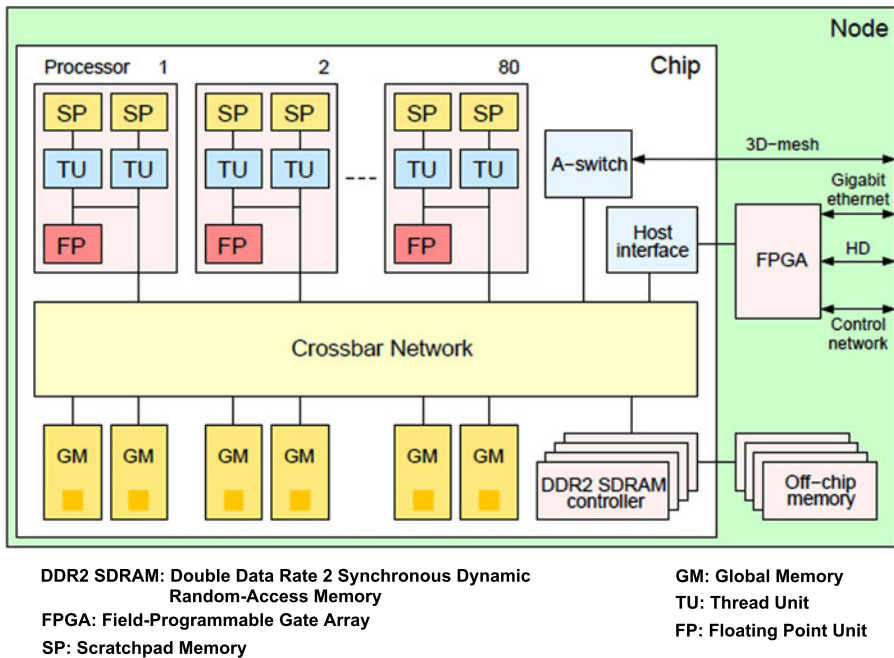 Node
Chip
Processor 1 2 80
SP SP SP SP SP SP
TU TU TU TU TU TU
---
FP FP FP
A-switch
3D-mesh
Host
interface
FPGA
Gigabit
ethernet
HD
Control
network
Crossbar Network
GM GM GM GM GM GM
DDR2 SDRAM
controller
Off-chip
memory
DDR2 SDRAM: Double Data Rate 2 Synchronous Dynamic
Random-Access Memory
FPGA: Field-Programmable Gate Array
SP: Scratchpad Memory
GM: Global Memory
TU: Thread Unit
FP: Floating Point Unit